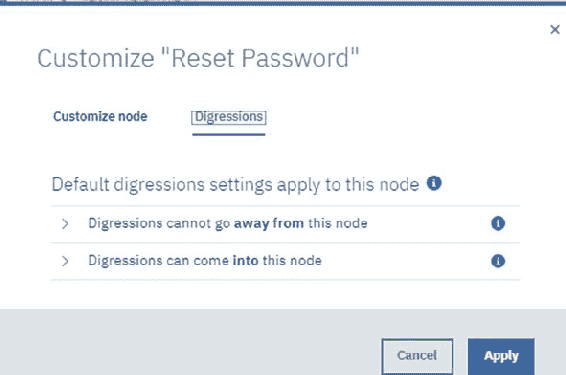 Customize "Reset Password"
Customize node
Digressions
Default digressions settings apply to this node
Digressions cannot go away from this node
Digressions can come into this node
Cancel
Apply